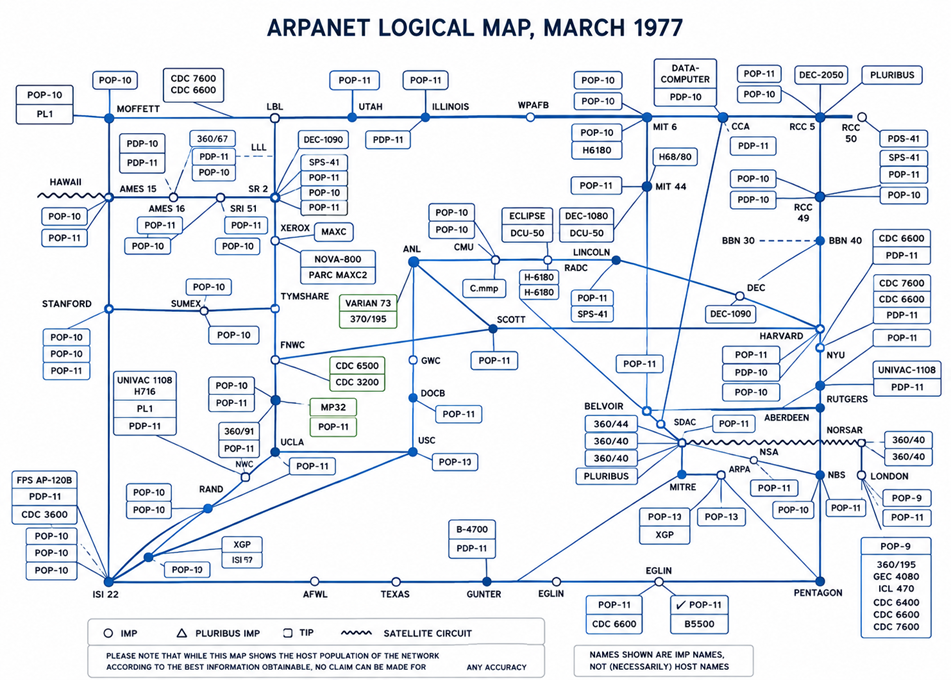 ARPANET LOGICAL MAP, MARCH 1977
POP-10
PL1
POP-10
MOFFETT
CDC 7600
CDC 6600
LBL
POP-11
UTAH
POP-11
ILLINOIS
PDP-11
WPAFB
POP-10
POP-10
POP-10
H6180
MIT 6
DATA-
COMPUTER
PDP-10
CCA
PDP-11
POP-11
POP-10
DEC-2050
PLURIBUS
RCC 5
RCC
50
PDS-41
SPS-41
POP-11
POP-10
HAWAII
AMES 15
POP-10
POP-11
PDP-10
PDP-11
AMES 16
360/67
PDP-11
POP-10
LLL
SRI 51
POP-11
POP-10
PDP-11
POP-10
SR 2
DEC-1090
SPS-41
POP-11
POP-10
POP-11
XEROX
MAXC
NOVA-800
PARC MAXC2
H68/80
POP-11
MIT 44
POP-10
PDP-10
RCC
49
POP-10
POP-10
CMU
C.mmp
ECLIPSE
DCU-50
DEC-1080
DCU-50
RADC
H-6180
H-6180
LINCOLN
POP-11
SPS-41
BBN 30
BBN 40
DEC
DEC-1090
CDC 6600
PDP-11
ANL
VARIAN 73
370/195
STANFORD
POP-10
POP-10
POP-11
POP-10
SUMEX
POP-10
TYMSHARE
SCOTT
POP-11
HARVARD
POP-11
PDP-10
POP-10
CDC 7600
CDC 6600
PDP-11
NYU
POP-11
FNWC
CDC 6500
CDC 3200
GWC
DOCB
POP-11
POP-11
UNIVAC-1108
PDP-11
RUTGERS
ABERDEEN
UNIVAC 1108
H716
PL1
PDP-11
POP-10
POP-11
MP32
POP-11
360/91
POP-11
UCLA
POP-11
NWC
USC
POP-13
BELVOIR
360/44
360/40
360/40
PLURIBUS
SDAC
POP-11
NORSAR
360/40
360/40
NSA
POP-11
MITRE
ARPA
POP-13
XGP
POP-13
NBS
POP-10
POP-11
LONDON
POP-9
POP-11
RAND
POP-10
POP-10
FPS AP-120B
PDP-11
CDC 3600
POP-10
POP-10
POP-10
XGP
POP-10
ISI 22
AFWL
TEXAS
B-4700
PDP-11
GUNTER
EGLIN
EGLIN
POP-11
CDC 6600
✓ POP-11
B5500
PENTAGON
POP-9
360/195
GEC 4080
ICL 470
CDC 6400
CDC 6600
CDC 7600
IMP
PLURIBUS IMP
TIP
SATELLITE CIRCUIT
PLEASE NOTE THAT WHILE THIS MAP SHOWS THE HOST POPULATION OF THE NETWORK
ACCORDING TO THE BEST INFORMATION OBTAINABLE, NO CLAIM CAN BE MADE FOR ANY ACCURACY
NAMES SHOWN ARE IMP NAMES,
NOT (NECESSARILY) HOST NAMES